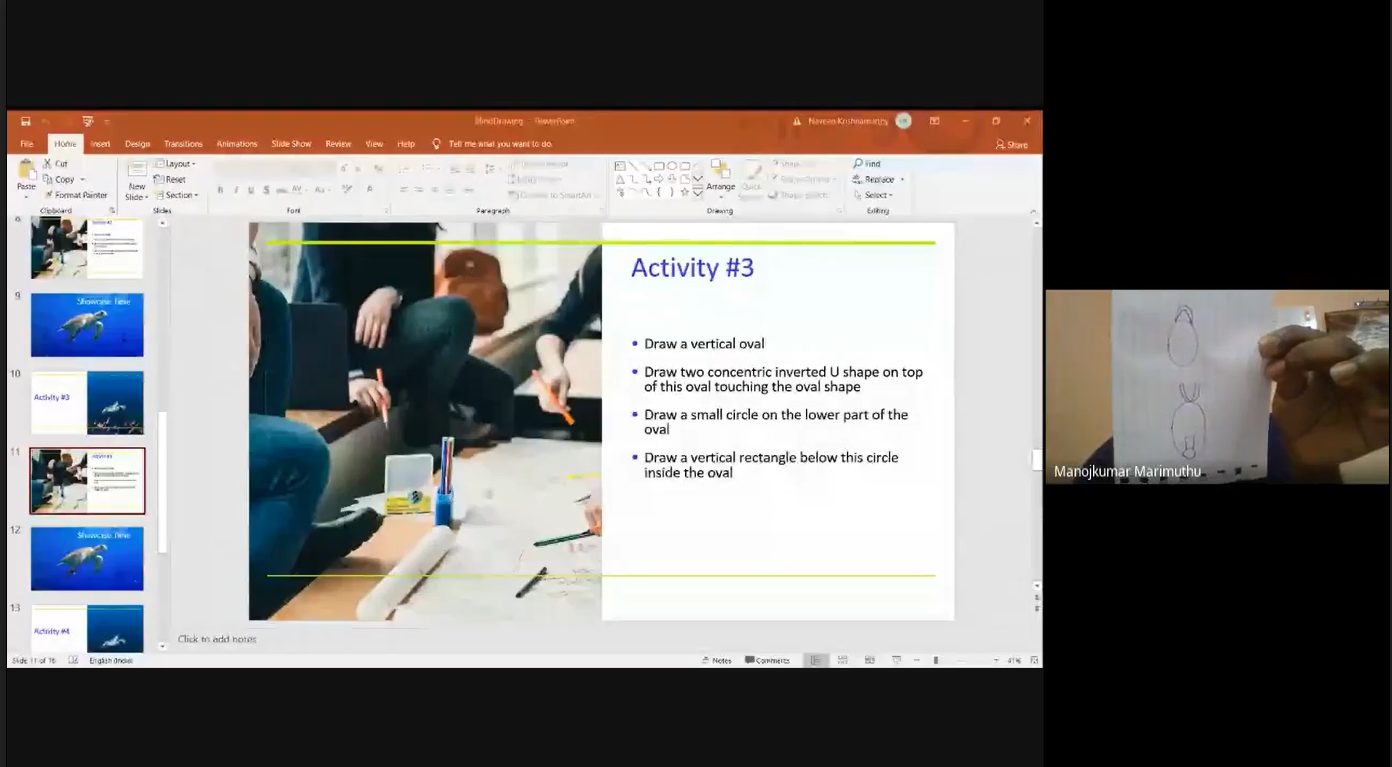 BlindDrawing - PowerPoint
Naveen Krishnamurthy
File Home Insert Design Transitions Animations Slide Show Review View Help Tell me what you want to do
Share
Paste
Cut
Copy
Format Painter
Clipboard
New
Slide
Layout
Reset
Section
Slides
Font
Paragraph
Arrange
Quick
Drawing
Find
Replace
Select
Editing
8
9
Showcase Time
10
Activity #3
11
12
Showcase Time
13
Activity #4
Activity #3
• Draw a vertical oval
• Draw two concentric inverted U shape on top
of this oval touching the oval shape
• Draw a small circle on the lower part of the
oval
• Draw a vertical rectangle below this circle
inside the oval
Click to add notes
Slide 11 of 16 English (India)
Notes Comments 41%
Manojkumar Marimuthu